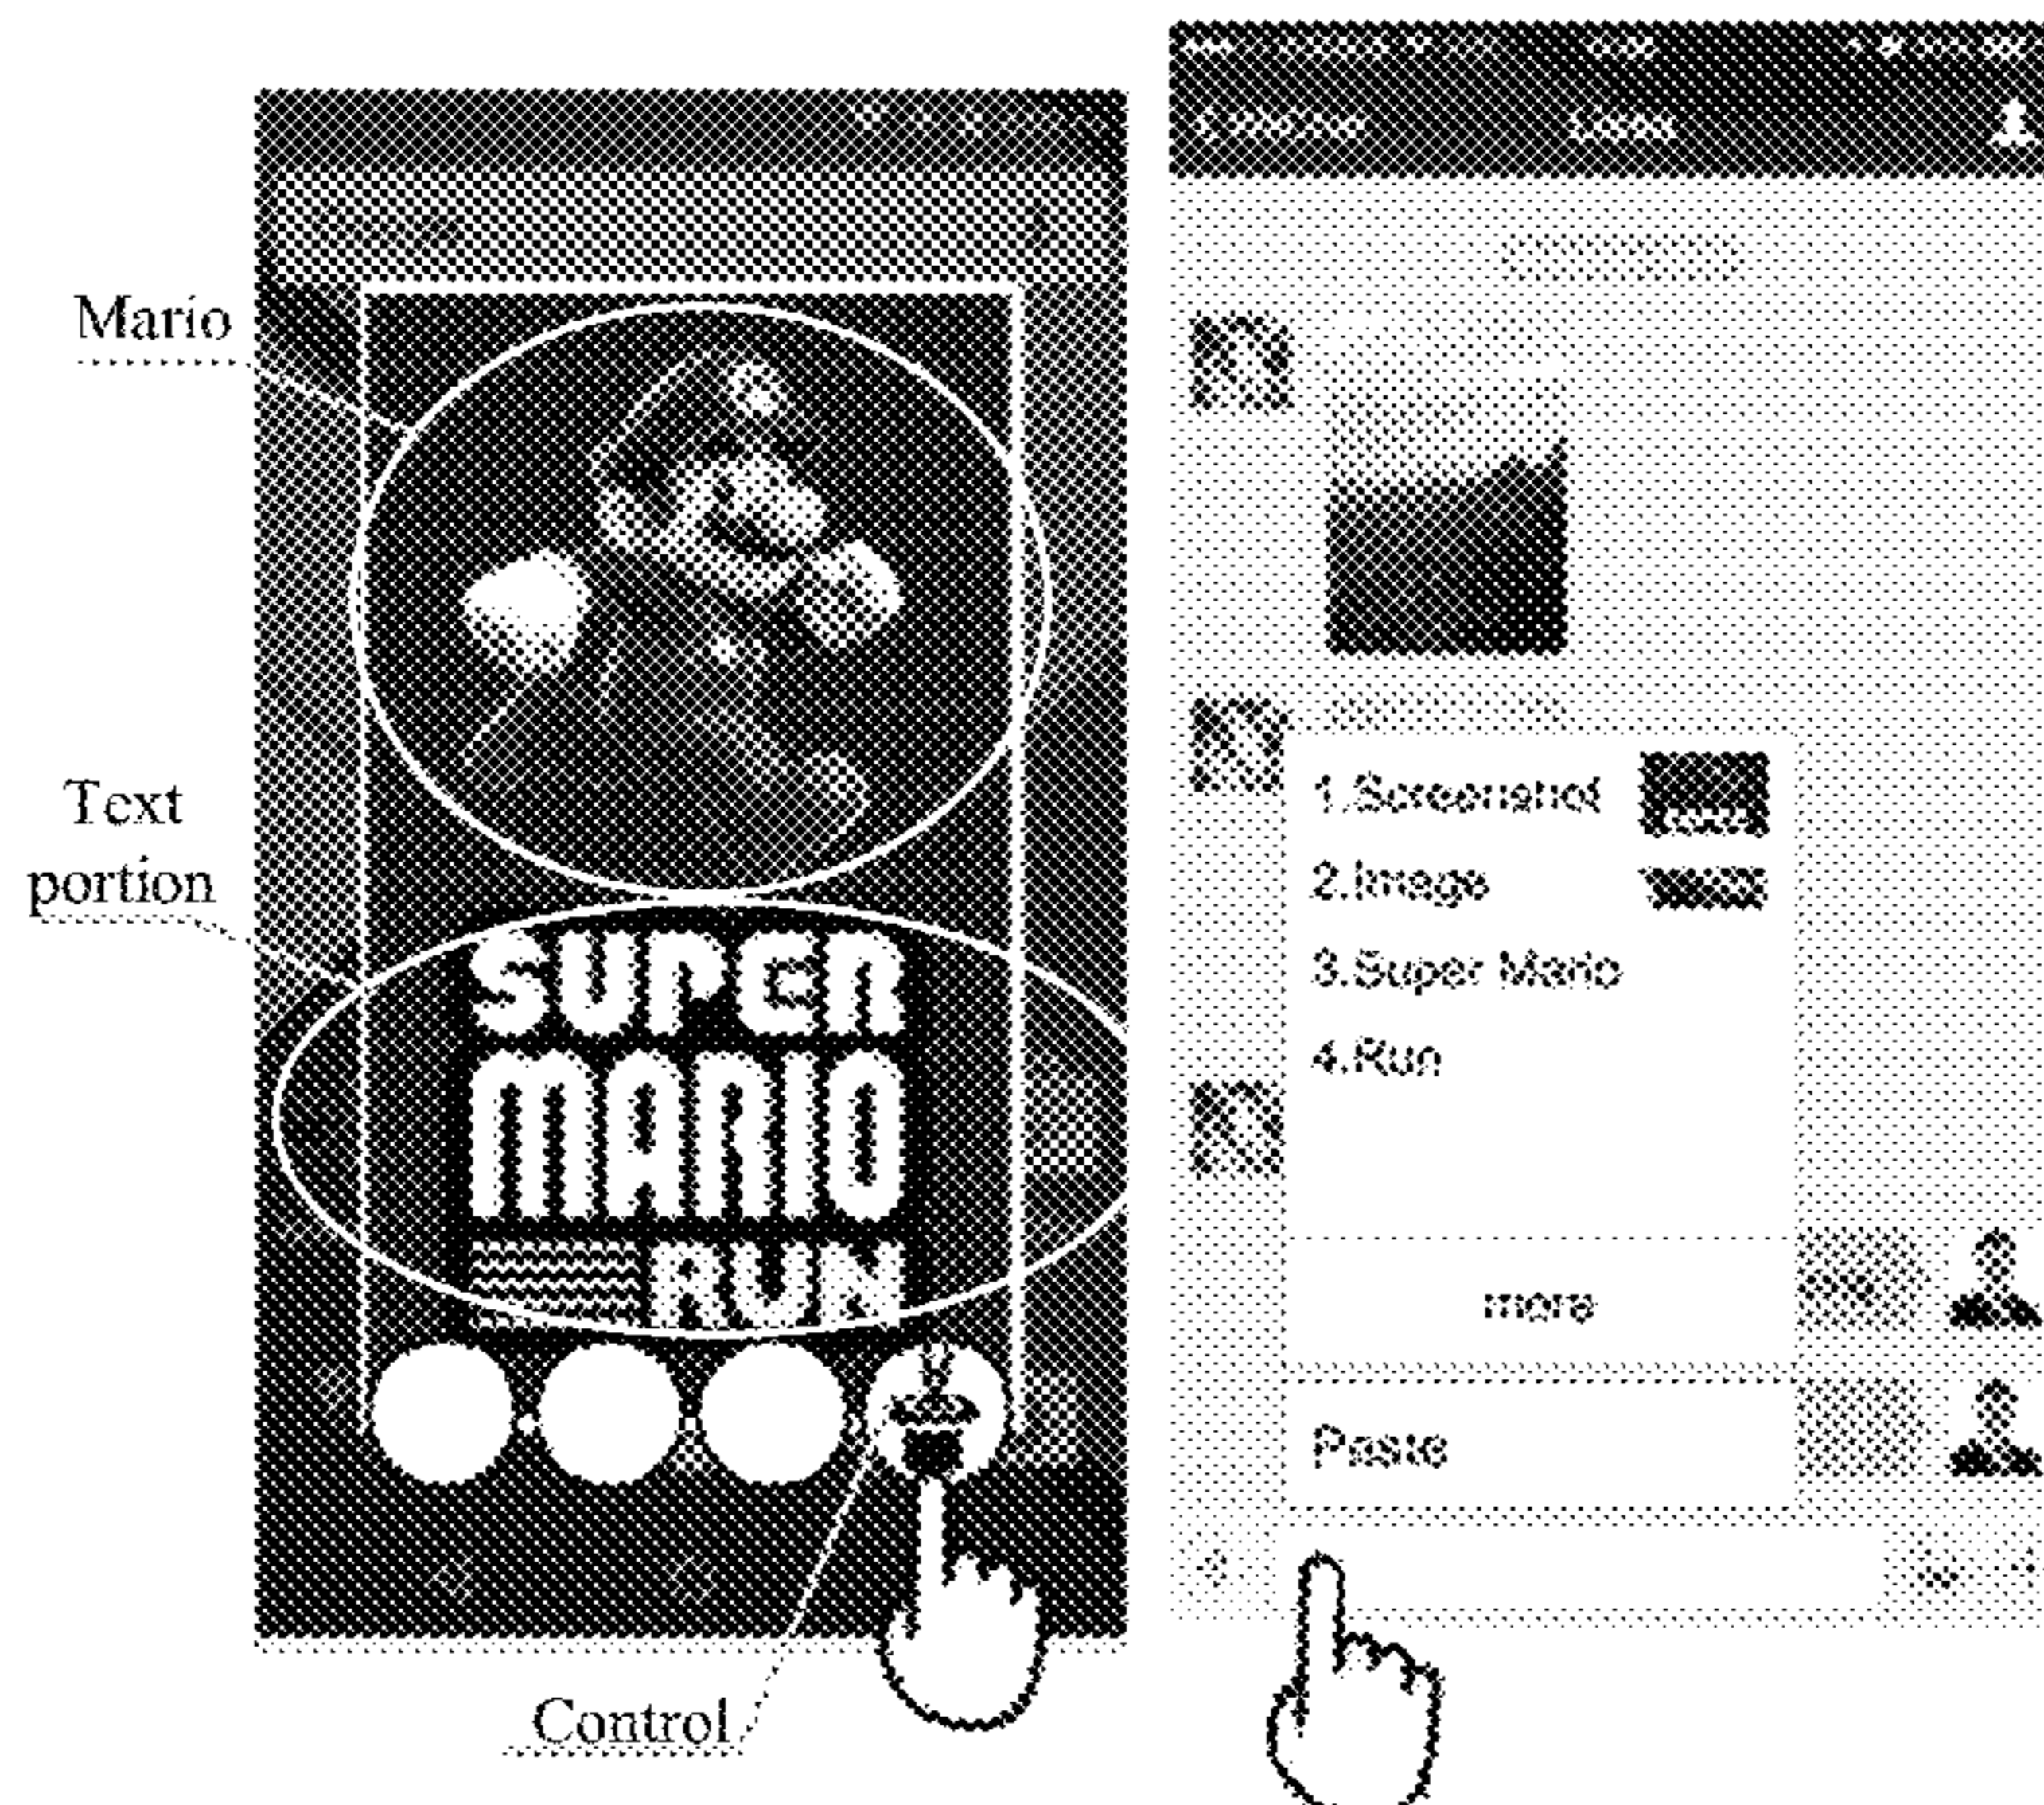 Mario
Text
portion
SUPER
MARIO
RUN
Control
1.Screenshot
2.Image
3.Super Mario
4.Run
more
Paste